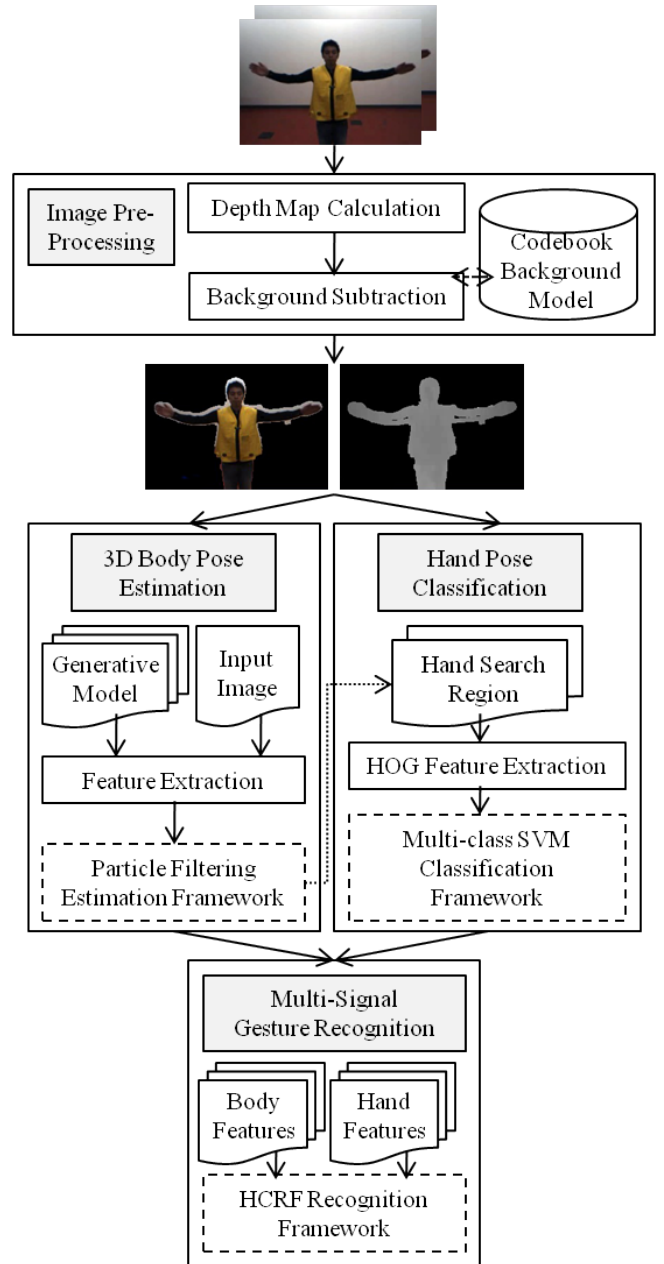 Image Pre-
Processing
Depth Map Calculation
Background Subtraction
Codebook
Background
Model
3D Body Pose
Estimation
Generative
Model
Input
Image
Feature Extraction
Particle Filtering
Estimation Framework
Hand Pose
Classification
Hand Search
Region
HOG Feature Extraction
Multi-class SVM
Classification
Framework
Multi-Signal
Gesture Recognition
Body
Features
Hand
Features
HCRF Recognition
Framework